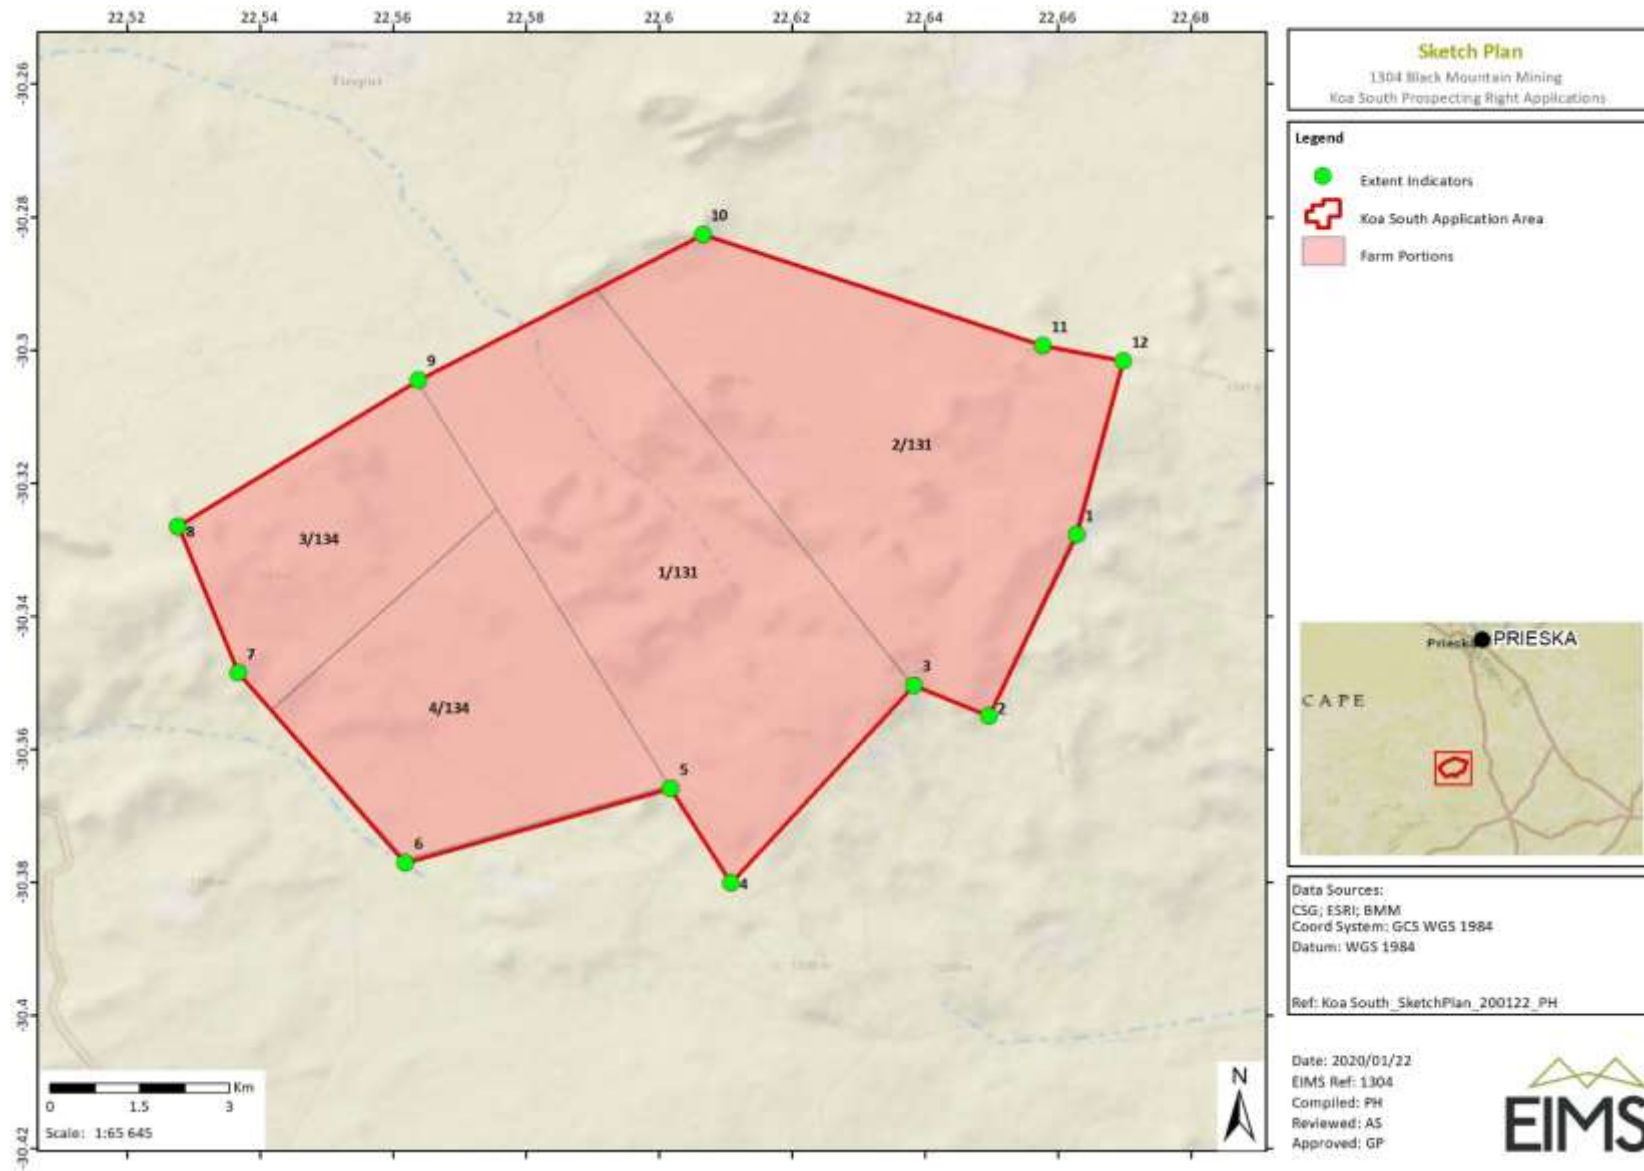 22.52 22.54 22.56 22.58 22.6 22.62 22.64 22.66 22.68
-30.26
-30.28
-30.3
-30.32
-30.34
-30.36
-30.38
-30.4
-30.42
10
11
12
9
2/131
8
3/134
1
1/131
7
3
4/134
2
5
6
4
Km
0 1.5 3
Scale: 1:65 645
N
Sketch Plan
1304 Black Mountain Mining
Koa South Prospecting Right Applications
Legend
Extent Indicators
Koa South Application Area
Farm Portions
Prieska PRIESKA
CAPE
Data Sources:
CSG; ESRI; BMM
Coord System: GCS WGS 1984
Datum: WGS 1984
Ref: Koa South_SketchPlan_200122_PH
Date: 2020/01/22
EIMS Ref: 1304
Compiled: PH
Reviewed: AS
Approved: GP
EIMS